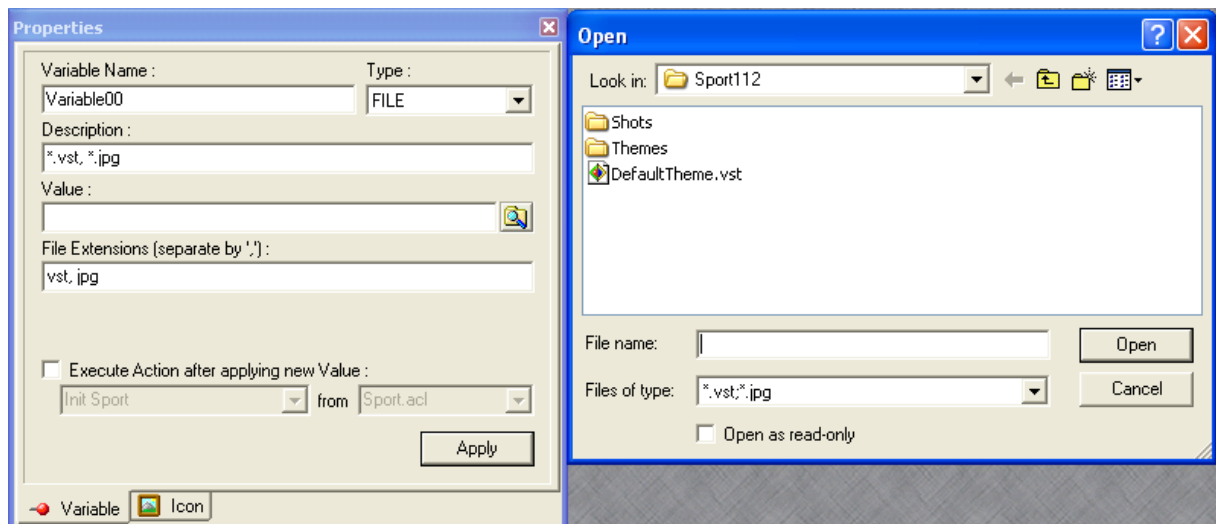 Properties
Variable Name :
Type :
Variable00
FILE
Description :
*.vst, *.jpg
Value :
File Extensions (separate by ',') :
vst, jpg
Execute Action after applying new Value :
Init Sport
from
Sport.acl
Apply
Variable
Icon
Open
?
Look in:
Sport112
Shots
Themes
DefaultTheme.vst
File name:
Open
Files of type:
*.vst;*.jpg
Cancel
Open as read-only